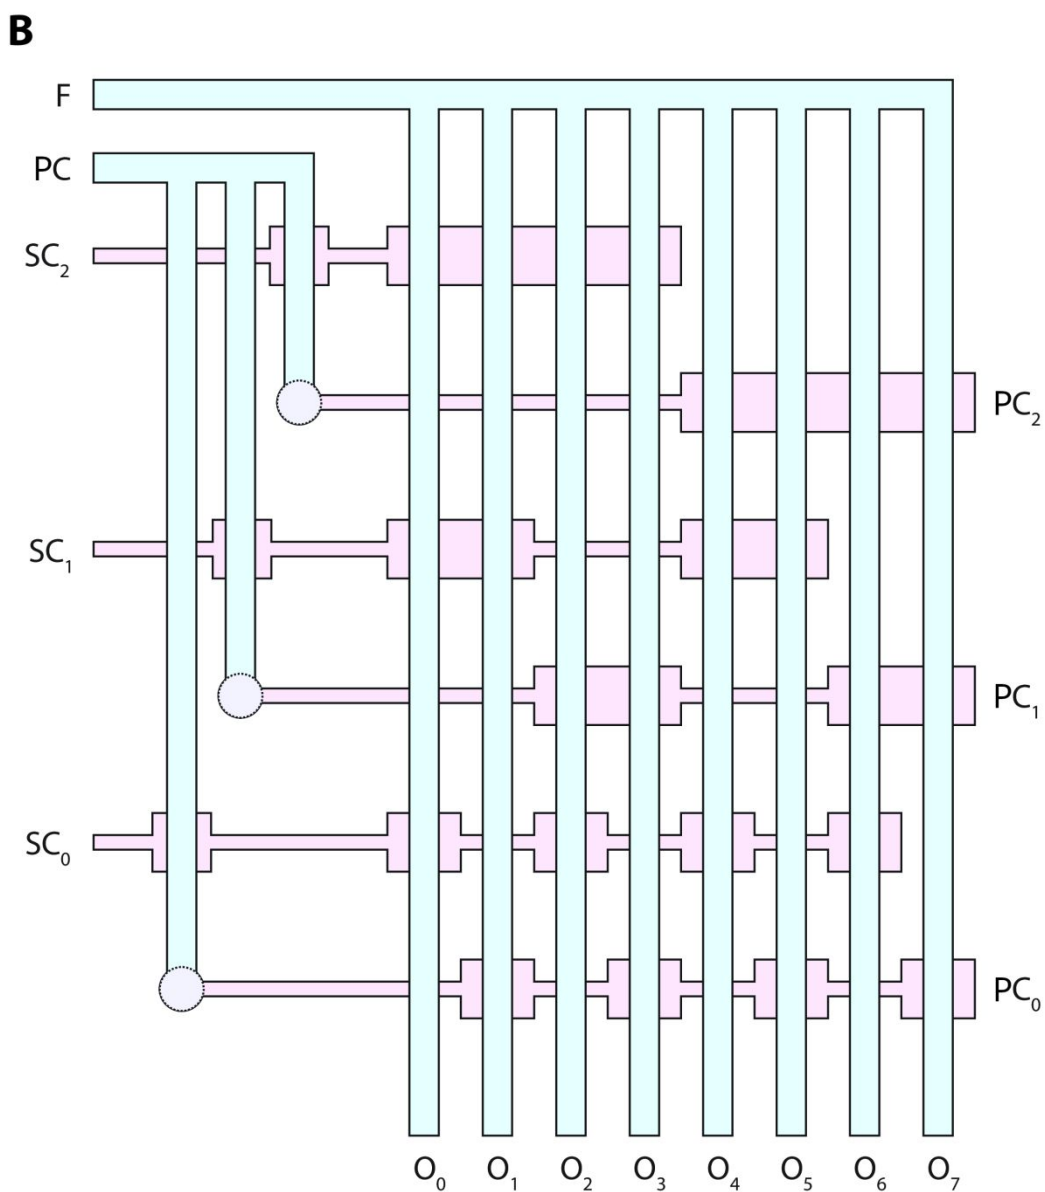 B
F
PC
SC₂
PC₂
SC₁
PC₁
SC₀
PC₀
O₀ O₁ O₂ O₃ O₄ O₅ O₆ O₇